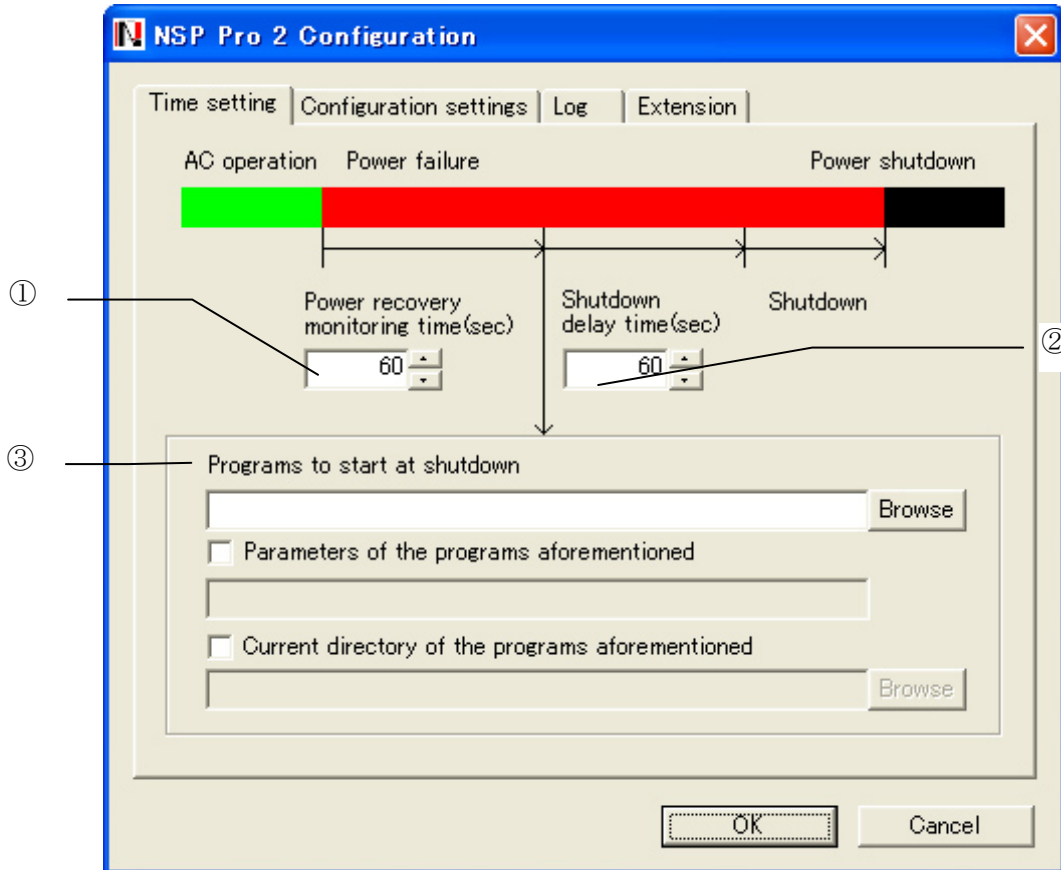 NSP Pro 2 Configuration
Time setting
Configuration settings
Log
Extension
AC operation
Power failure
Power shutdown
①
Power recovery
monitoring time(sec)
60
Shutdown
delay time(sec)
60
Shutdown
②
③
Programs to start at shutdown
Browse
Parameters of the programs aforementioned
Current directory of the programs aforementioned
Browse
OK
Cancel